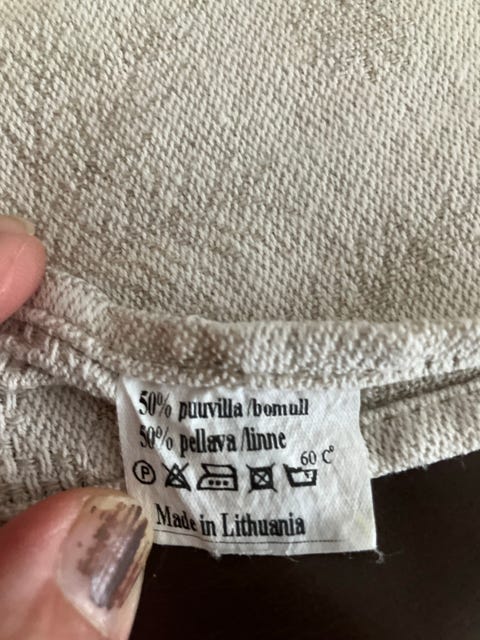 50% puuvilla /bomull
50% pellava /linne
P 60 C°
Made in Lithuania